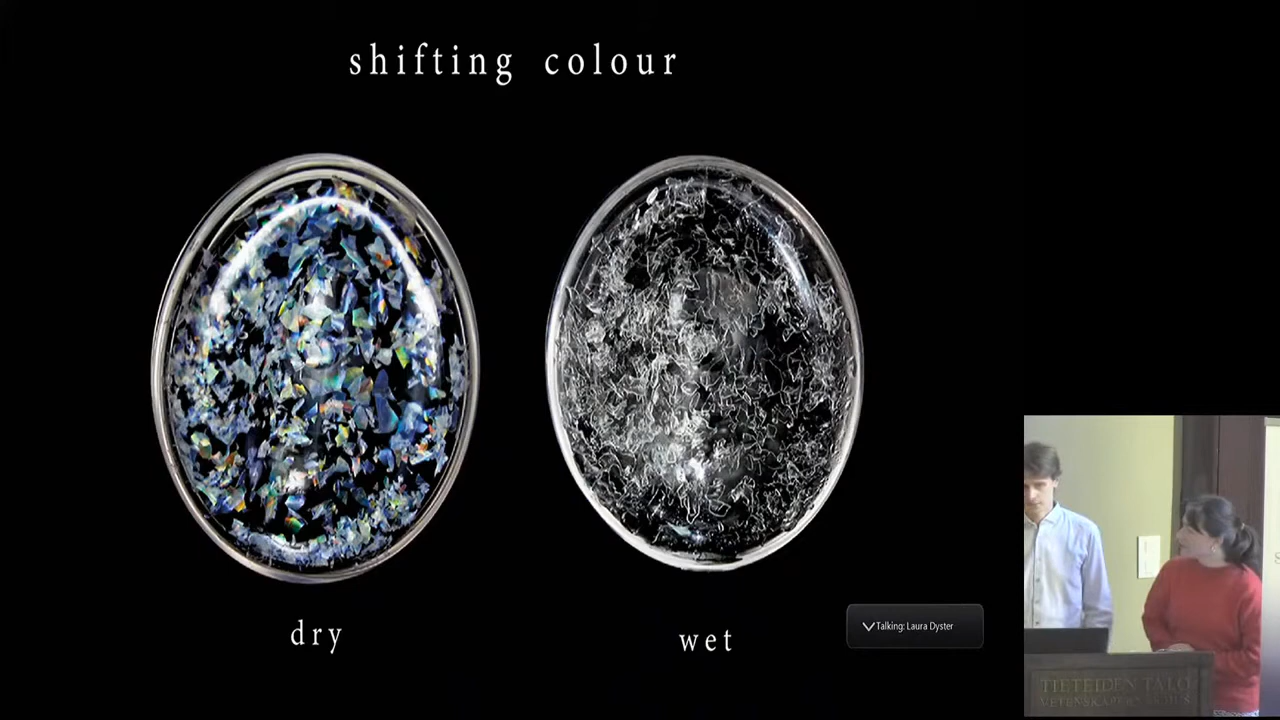 shifting colour
dry
wet
Talking: Laura Dyster
TIETEIDEN TALO